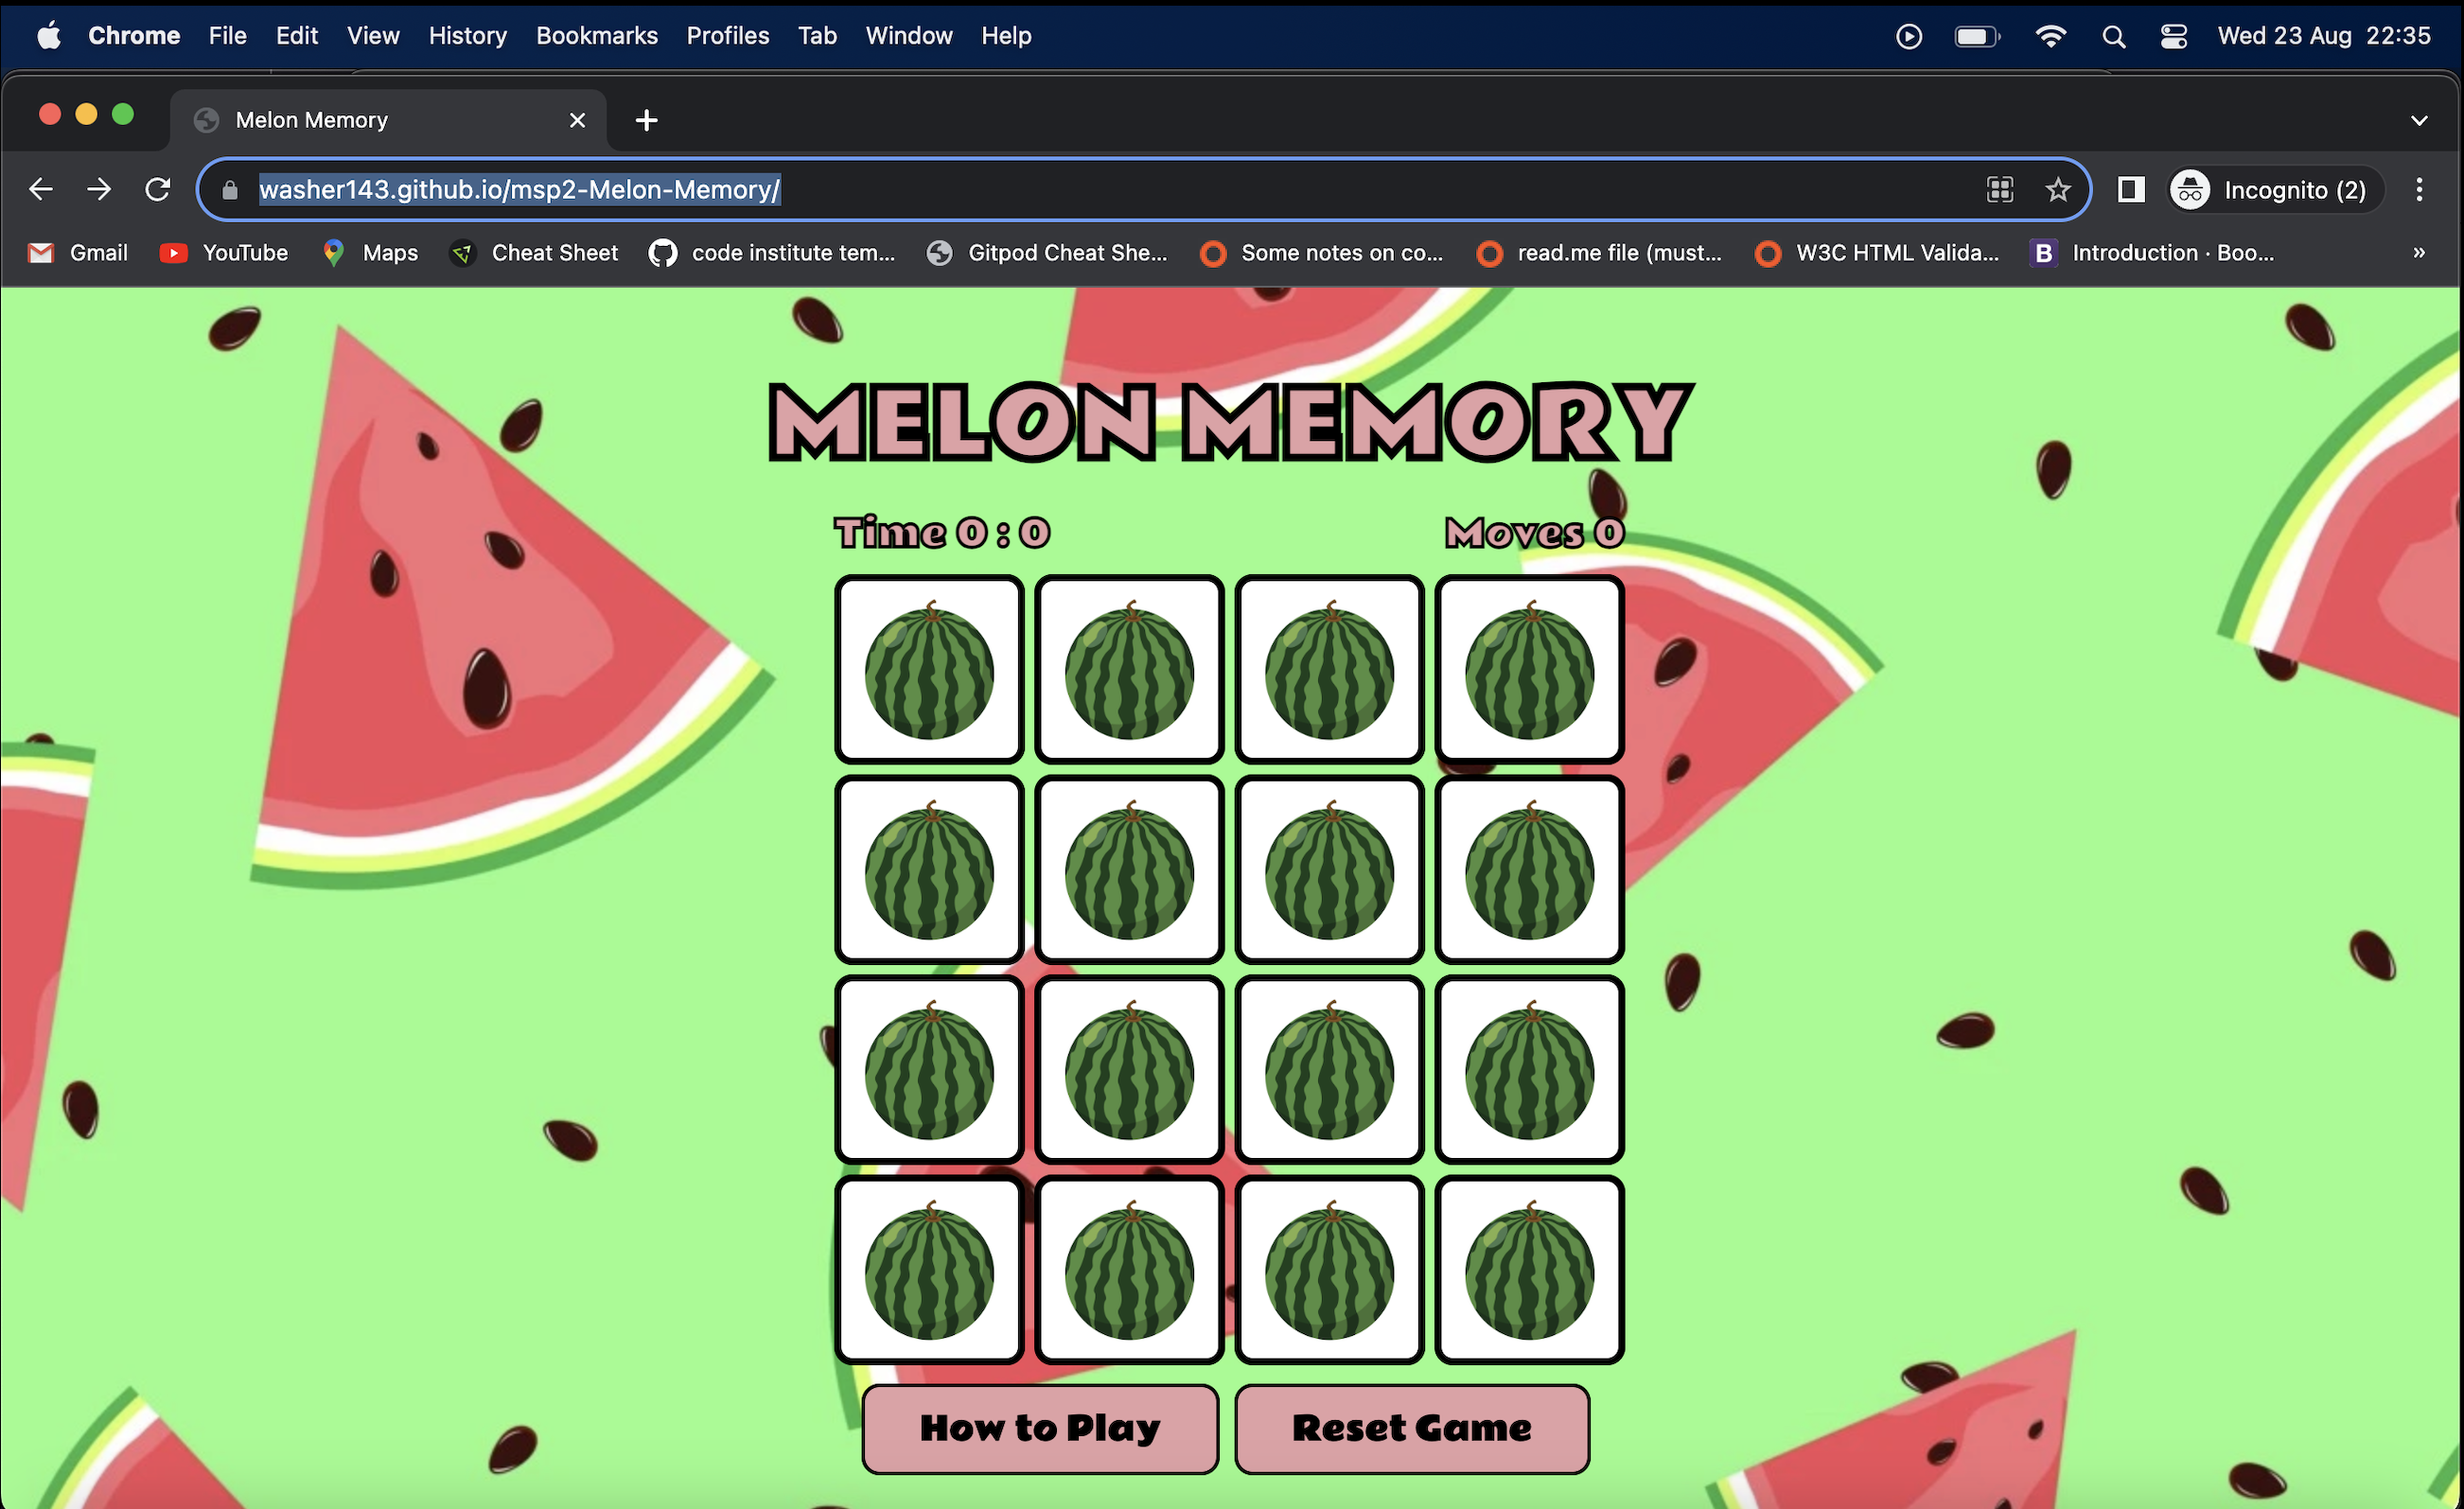 Chrome File Edit View History Bookmarks Profiles Tab Window Help Wed 23 Aug 22:35
Melon Memory
washer143.github.io/msp2-Melon-Memory/ Incognito (2)
Gmail YouTube Maps Cheat Sheet code institute tem... Gitpod Cheat She... Some notes on co... read.me file (must... W3C HTML Valida... B Introduction · Boo... »
MELON MEMORY
Time 0 : 0 Moves 0
How to Play Reset Game